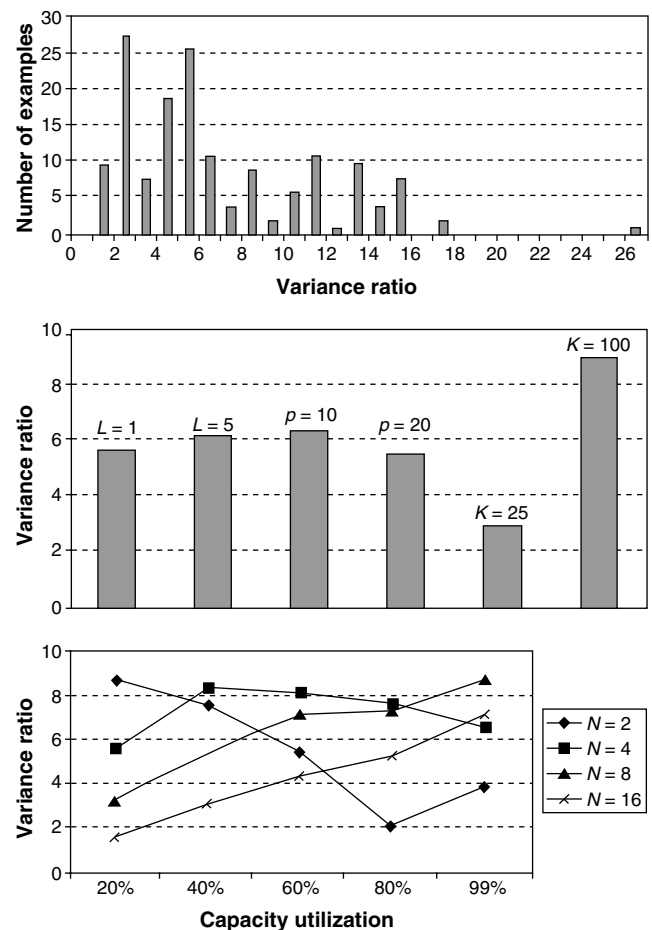 30
25
20
15
10
5
0
Number of examples
0 2 4 6 8 10 12 14 16 18 20 22 24 26
Variance ratio
10
8
6
4
2
0
Variance ratio
L = 1
L = 5
p = 10
p = 20
K = 25
K = 100
10
8
6
4
2
0
Variance ratio
20% 40% 60% 80% 99%
Capacity utilization
N = 2
N = 4
N = 8
N = 16